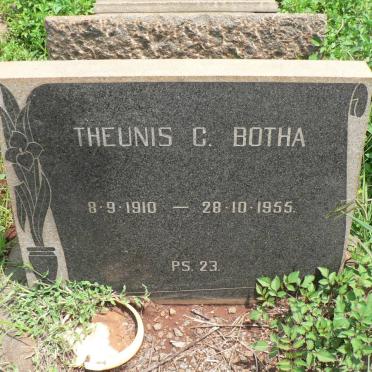 THEUNIS C. BOTHA
8·9·1910 — 28·10·1955.
PS. 23.